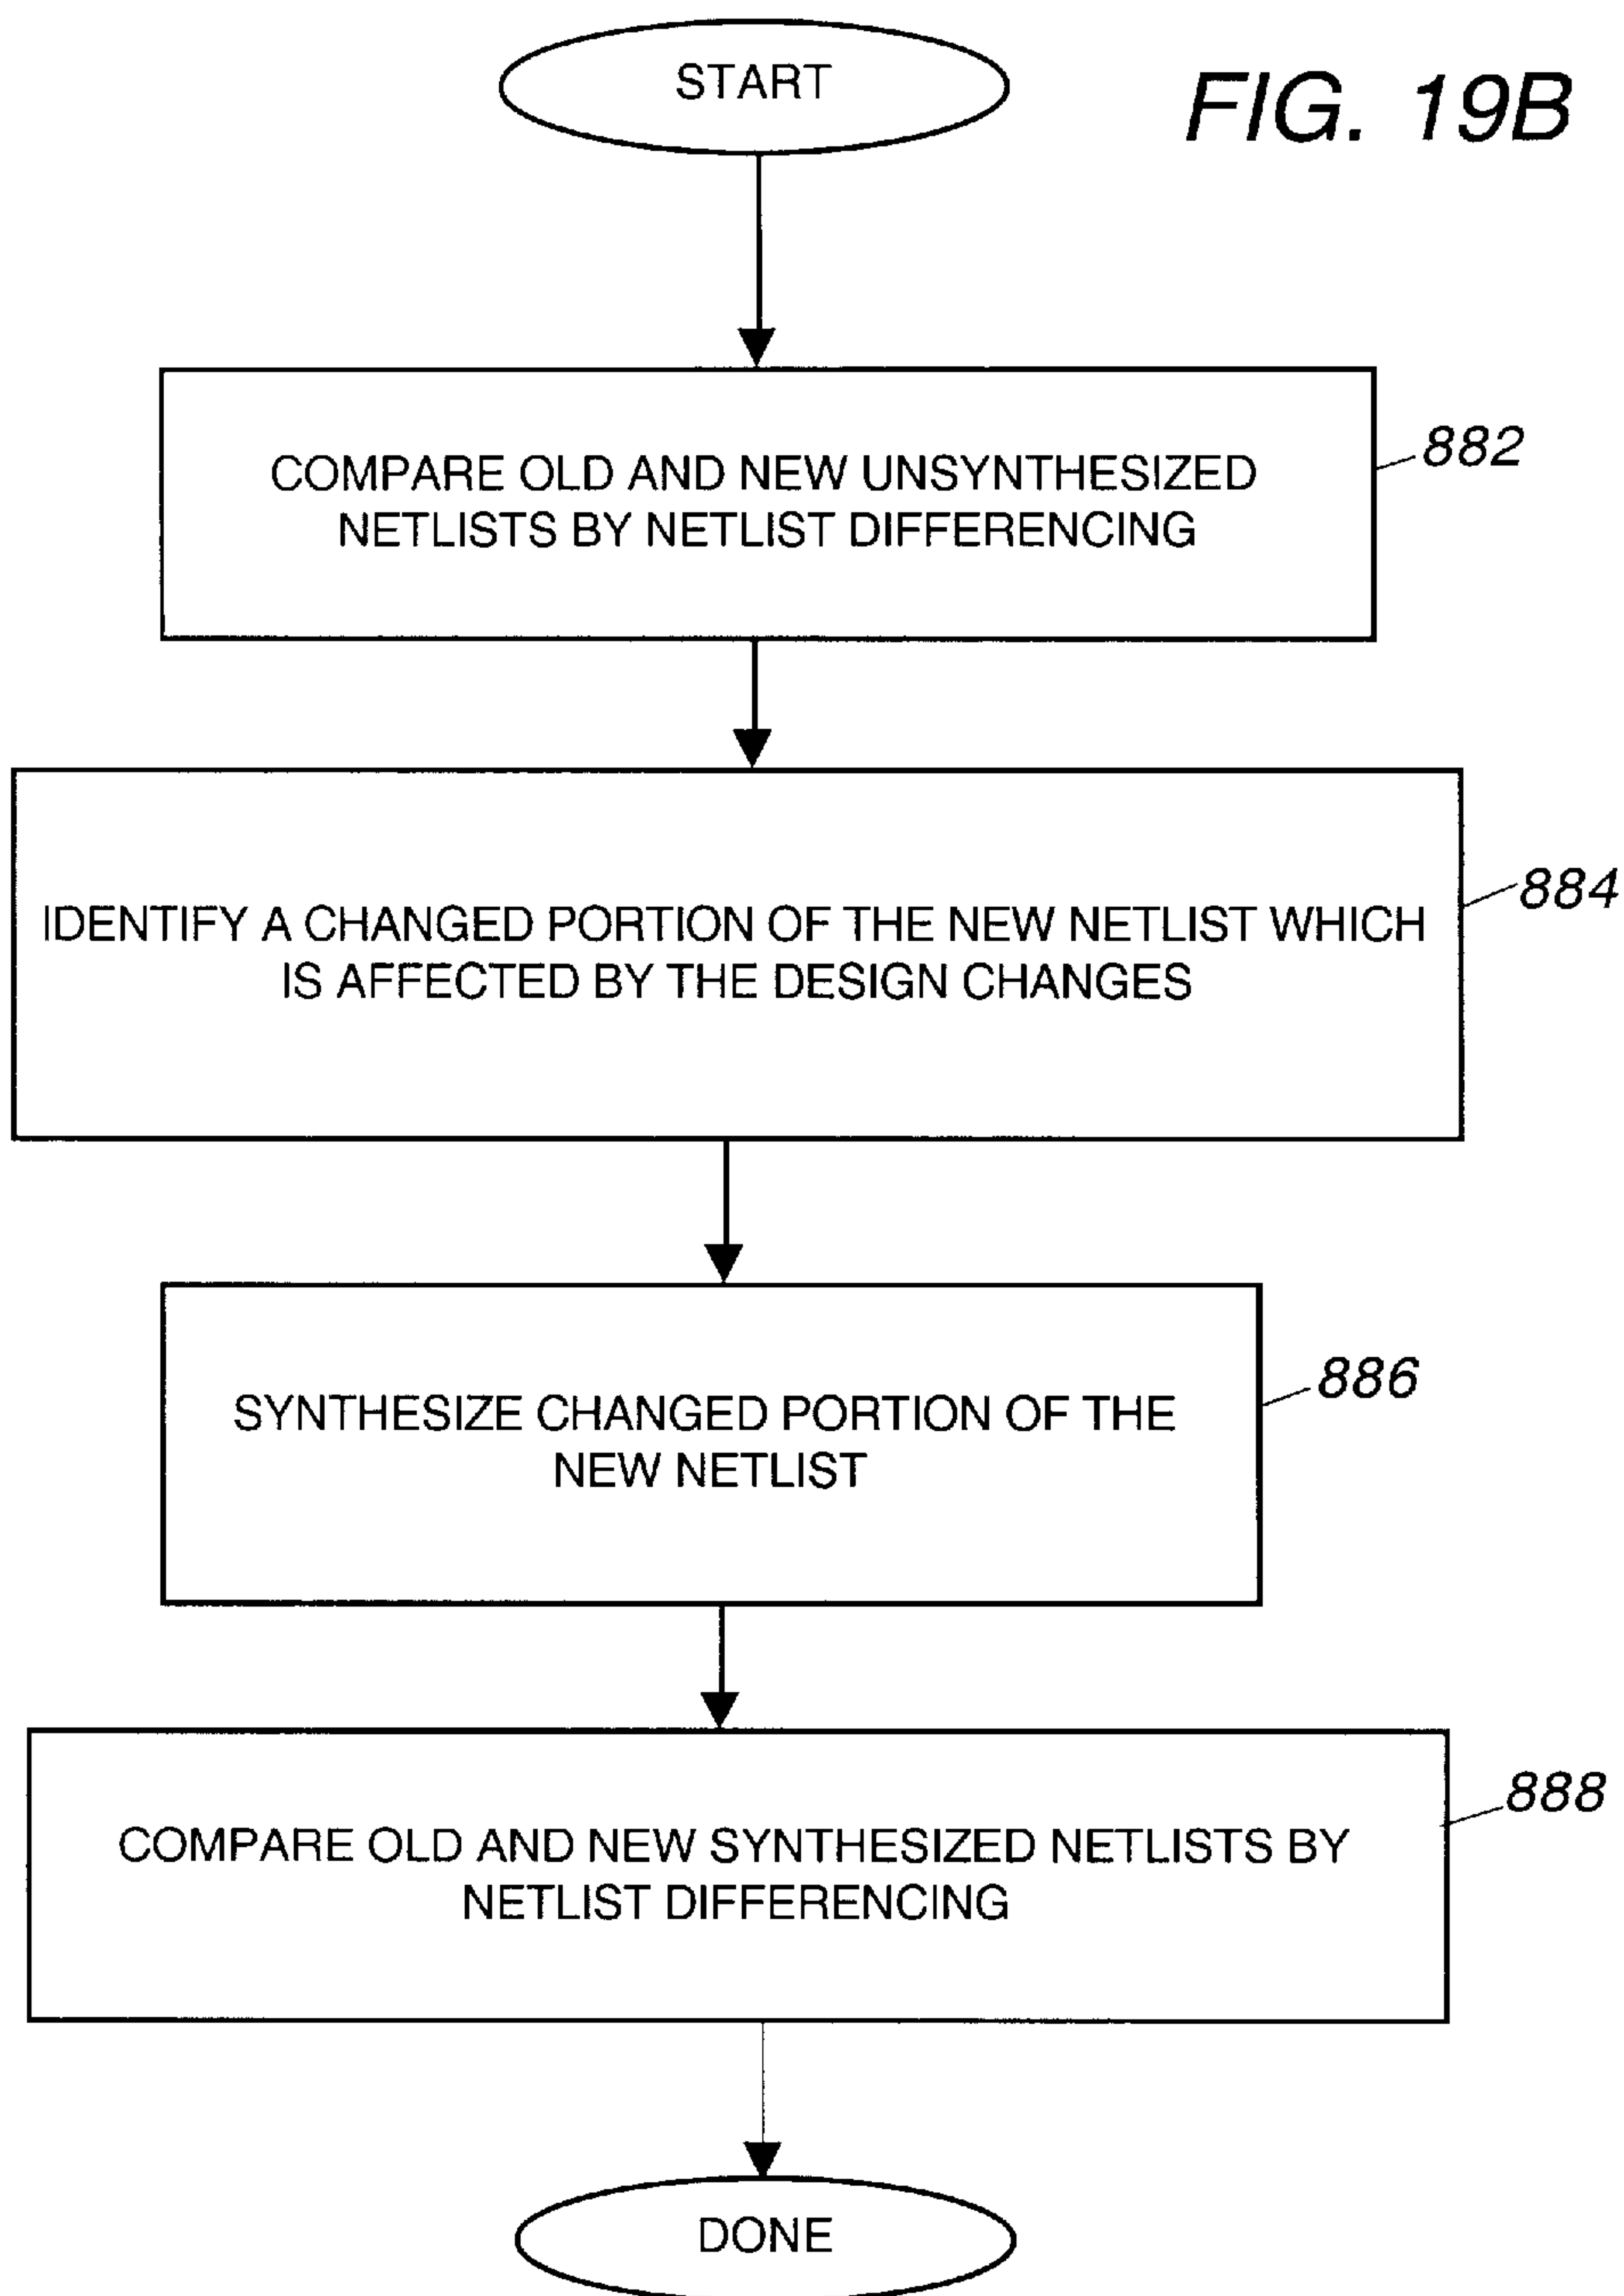 START
FIG. 19B
COMPARE OLD AND NEW UNSYNTHESIZED
NETLISTS BY NETLIST DIFFERENCING
882
IDENTIFY A CHANGED PORTION OF THE NEW NETLIST WHICH
IS AFFECTED BY THE DESIGN CHANGES
884
SYNTHESIZE CHANGED PORTION OF THE
NEW NETLIST
886
COMPARE OLD AND NEW SYNTHESIZED NETLISTS BY
NETLIST DIFFERENCING
888
DONE